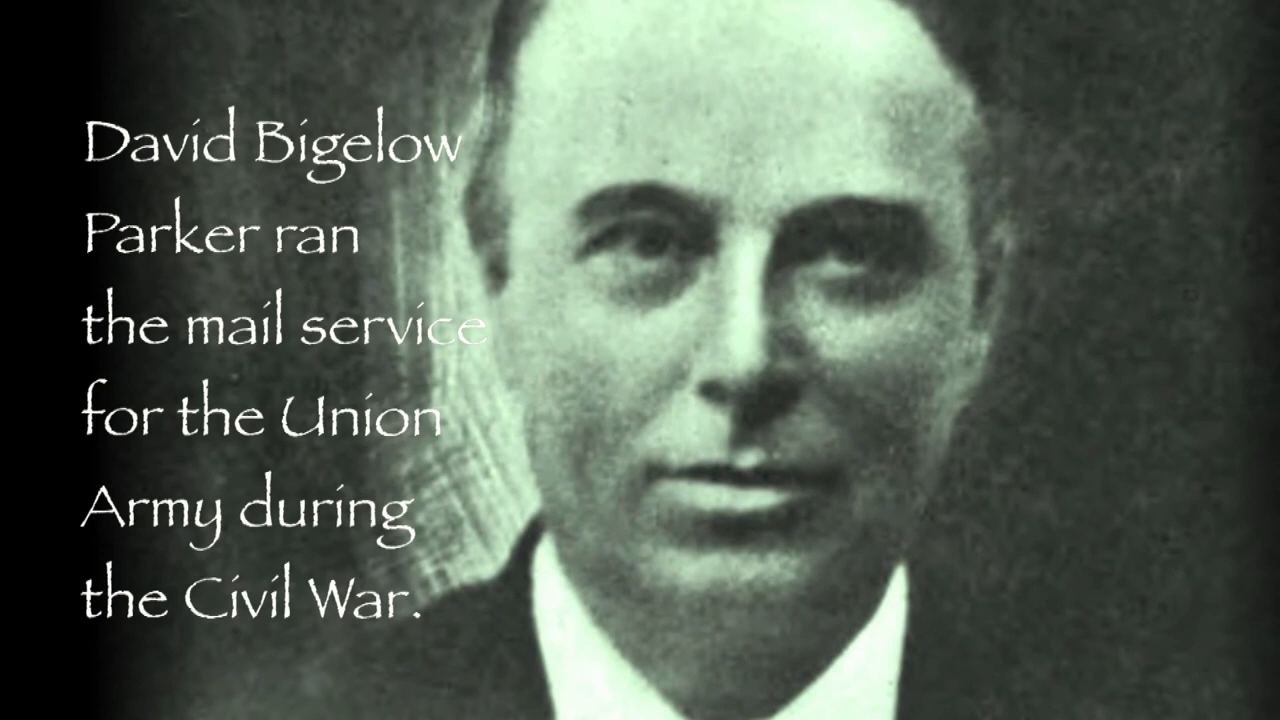 David Bigelow
Parker ran
the mail service
for the Union
Army during
the Civil War.